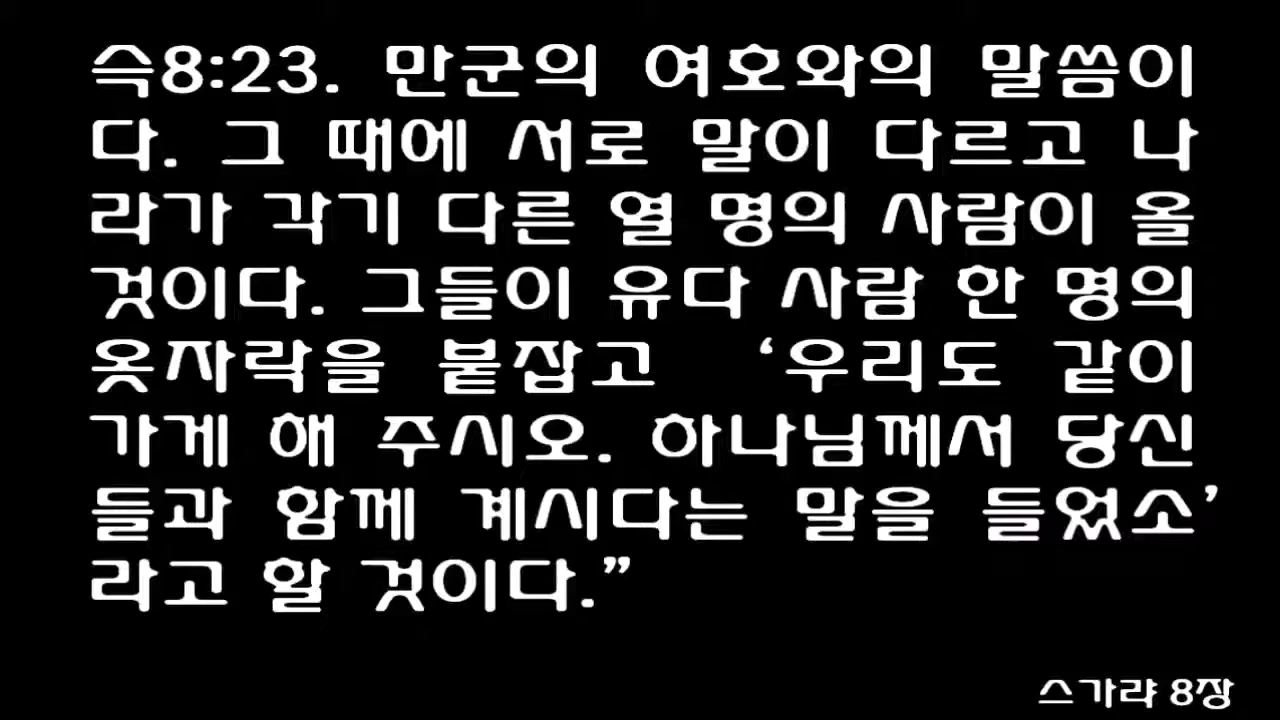 슥8:23. 만군의 여호와의 말씀이
다. 그 때에 서로 말이 다르고 나
라가 각기 다른 열 명의 사람이 올
것이다. 그들이 유다 사람 한 명의
옷자락을 붙잡고 ‘우리도 같이
가게 해 주시오. 하나님께서 당신
들과 함께 계시다는 말을 들었소’
라고 할 것이다.”
스가랴 8장